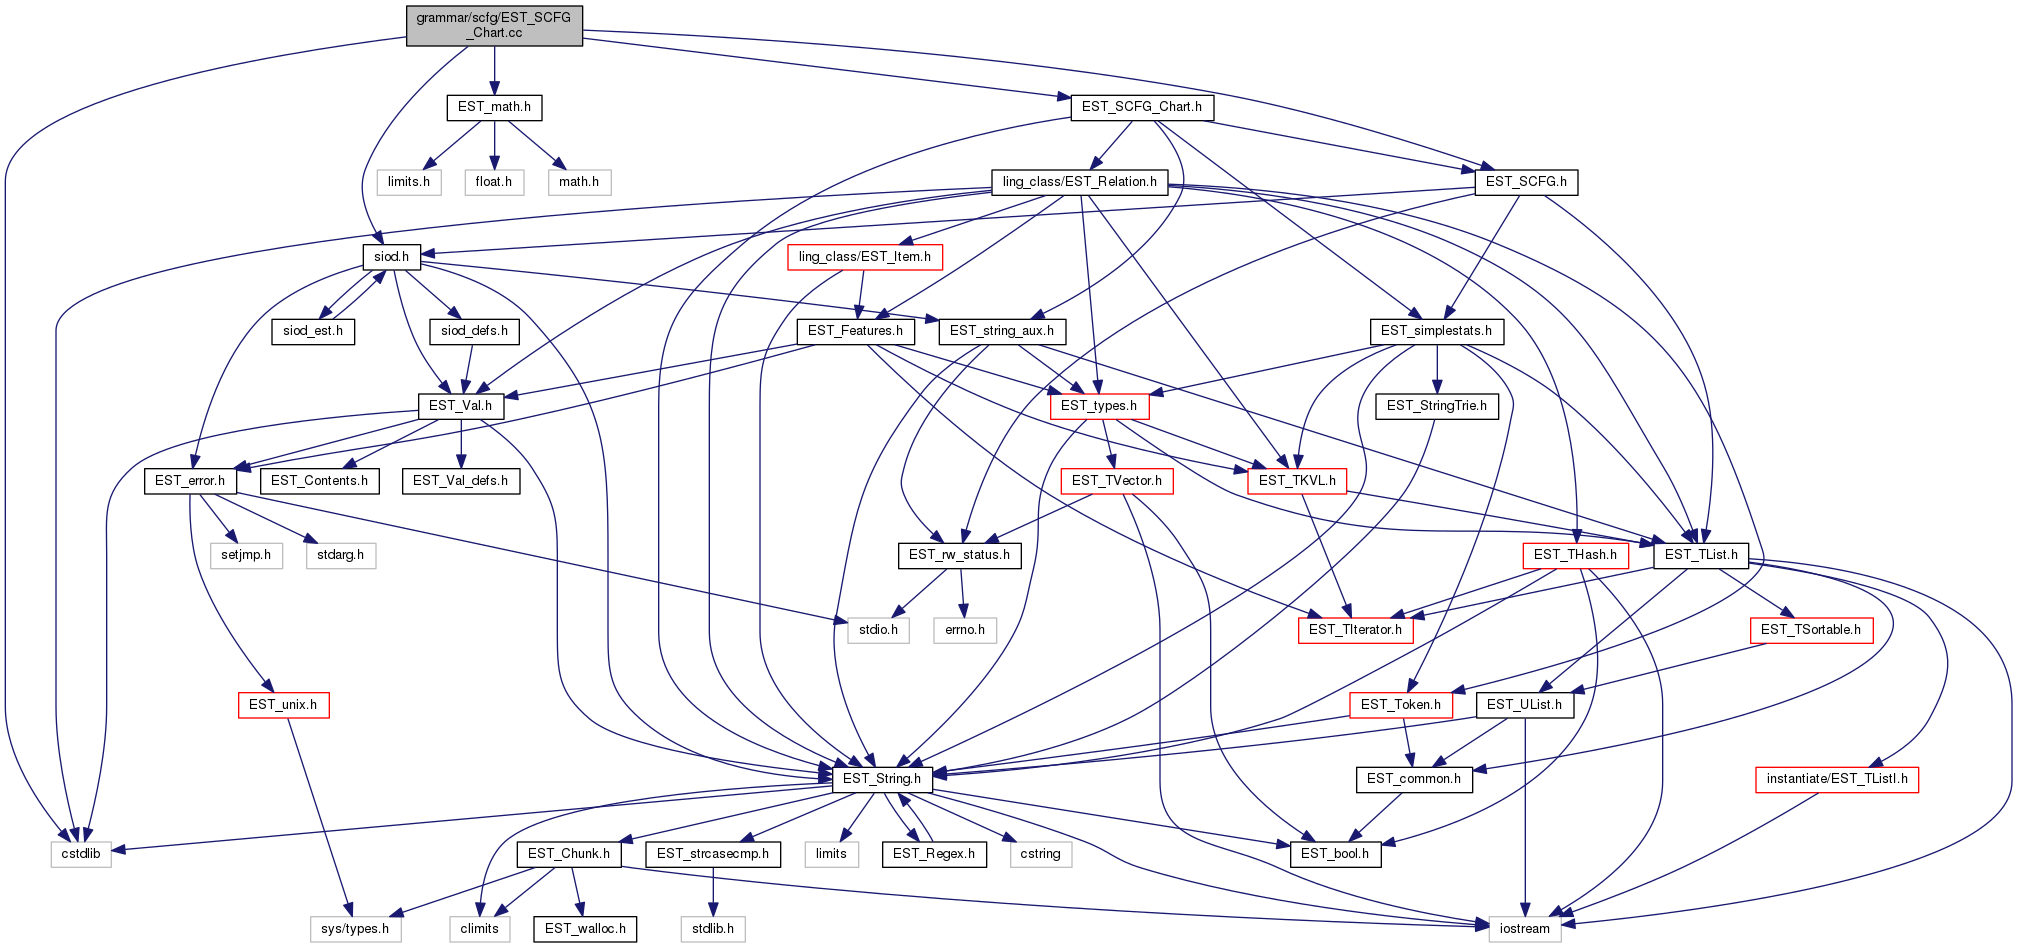 grammar/scfg/EST_SCFG
_Chart.cc
EST_math.h
EST_SCFG_Chart.h
limits.h
float.h
math.h
ling_class/EST_Relation.h
EST_SCFG.h
siod.h
ling_class/EST_Item.h
siod_est.h
siod_defs.h
EST_Features.h
EST_string_aux.h
EST_simplestats.h
EST_Val.h
EST_types.h
EST_StringTrie.h
EST_error.h
EST_Contents.h
EST_Val_defs.h
EST_TVector.h
EST_TKVL.h
setjmp.h
stdarg.h
EST_rw_status.h
EST_THash.h
EST_TList.h
stdio.h
errno.h
EST_TIterator.h
EST_TSortable.h
EST_unix.h
EST_Token.h
EST_UList.h
EST_String.h
EST_common.h
instantiate/EST_TListI.h
cstdlib
EST_Chunk.h
EST_strcasecmp.h
limits
EST_Regex.h
cstring
EST_bool.h
sys/types.h
climits
EST_walloc.h
stdlib.h
iostream